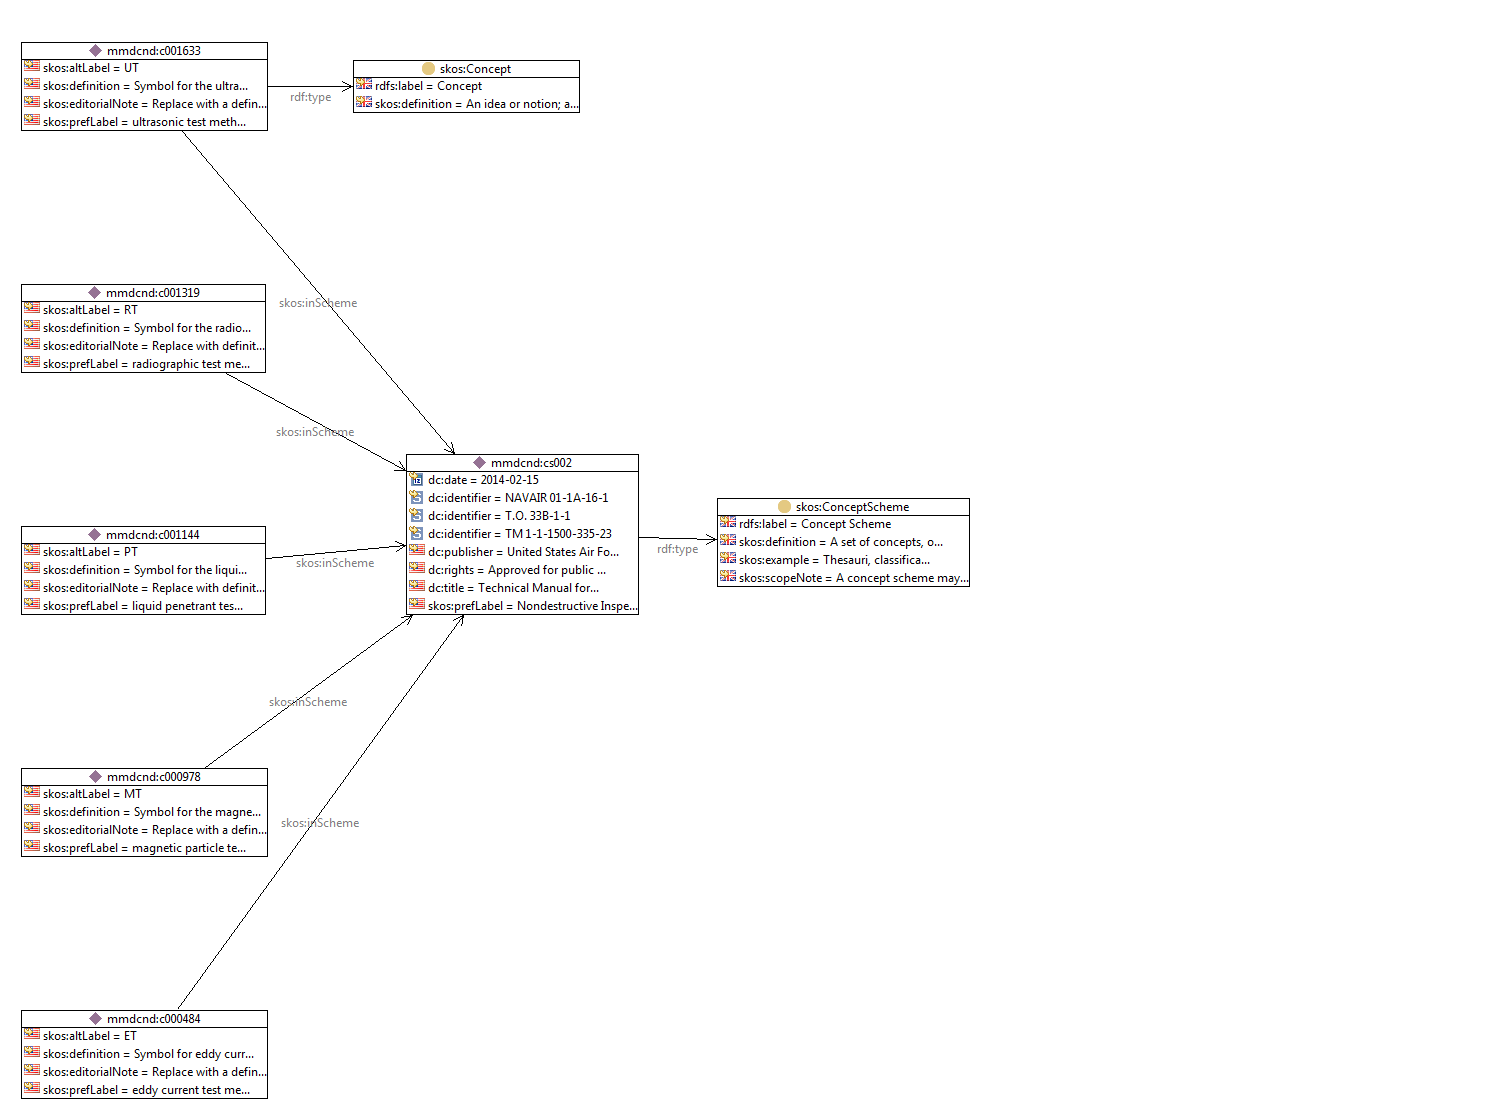 mmdcnd:c001633
skos:altLabel = UT
skos:definition = Symbol for the ultra...
skos:editorialNote = Replace with a defin...
skos:prefLabel = ultrasonic test meth...
rdf:type
skos:Concept
rdfs:label = Concept
skos:definition = An idea or notion; a...
skos:inScheme
mmdcnd:c001319
skos:altLabel = RT
skos:definition = Symbol for the radio...
skos:editorialNote = Replace with definit...
skos:prefLabel = radiographic test me...
skos:inScheme
mmdcnd:cs002
dc:date = 2014-02-15
dc:identifier = NAVAIR 01-1A-16-1
dc:identifier = T.O. 33B-1-1
dc:identifier = TM 1-1-1500-335-23
dc:publisher = United States Air Fo...
dc:rights = Approved for public ...
dc:title = Technical Manual for...
skos:prefLabel = Nondestructive Inspe...
rdf:type
skos:ConceptScheme
rdfs:label = Concept Scheme
skos:definition = A set of concepts, o...
skos:example = Thesauri, classifica...
skos:scopeNote = A concept scheme may...
mmdcnd:c001144
skos:altLabel = PT
skos:definition = Symbol for the liqui...
skos:editorialNote = Replace with definit...
skos:prefLabel = liquid penetrant tes...
skos:inScheme
skos:inScheme
mmdcnd:c000978
skos:altLabel = MT
skos:definition = Symbol for the magne...
skos:editorialNote = Replace with a defin...
skos:prefLabel = magnetic particle te...
skos:inScheme
mmdcnd:c000484
skos:altLabel = ET
skos:definition = Symbol for eddy curr...
skos:editorialNote = Replace with a defin...
skos:prefLabel = eddy current test me...